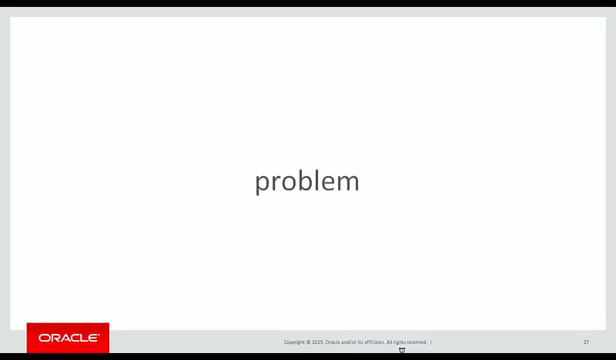 problem
ORACLE
Copyright © 2015, Oracle and/or its affiliates. All rights reserved. |
27